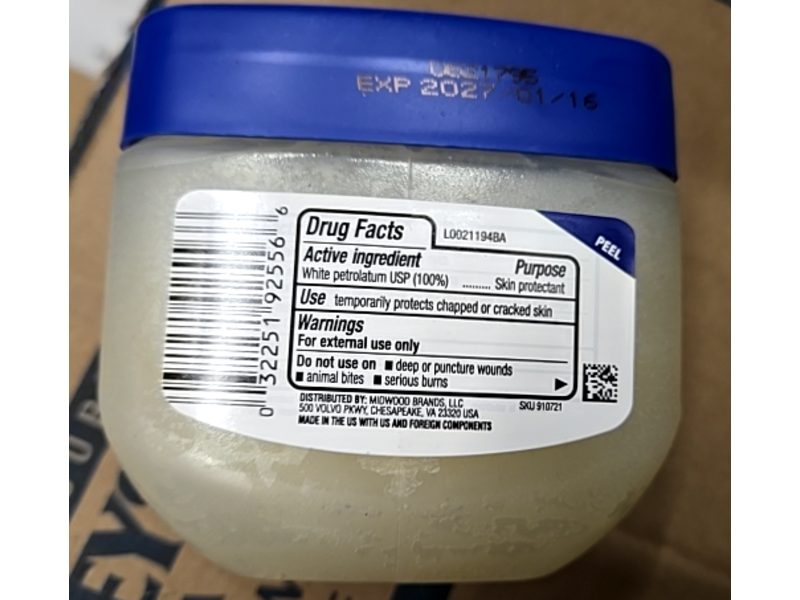 EXP 2027/01/16
Drug Facts
L0021194BA
PEEL
Active ingredient Purpose
White petrolatum USP (100%) ......... Skin protectant
Use temporarily protects chapped or cracked skin
Warnings
For external use only
Do not use on ■ deep or puncture wounds
■ animal bites ■ serious burns ▶
DISTRIBUTED BY: MIDWOOD BRANDS, LLC
500 VOLVO PKWY, CHESAPEAKE, VA 23320 USA
MADE IN THE US WITH US AND FOREIGN COMPONENTS
SKU 910721
0 32251 92556 6